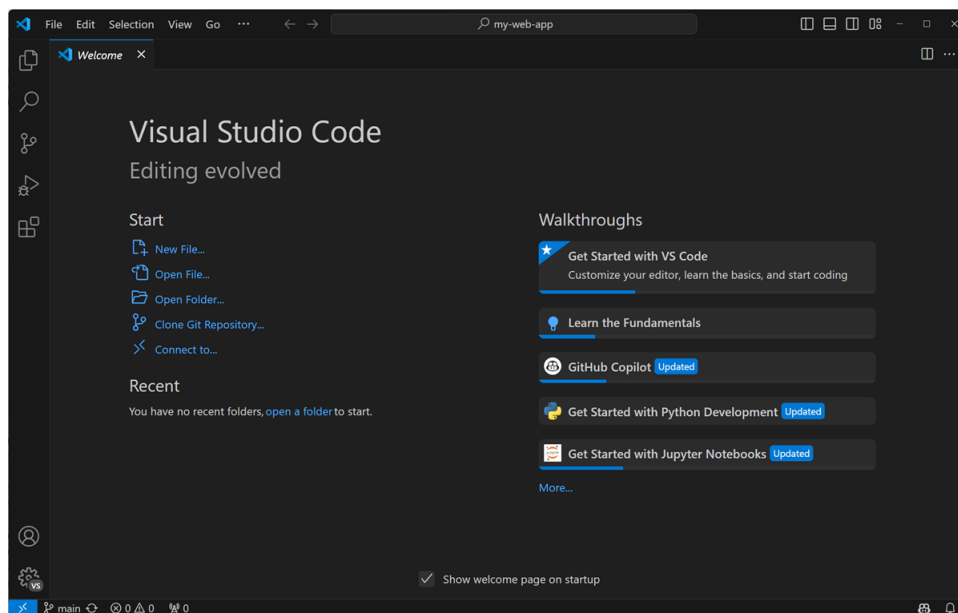 File Edit Selection View Go ...
my-web-app
Welcome
Visual Studio Code
Editing evolved
Start
New File...
Open File...
Open Folder...
Clone Git Repository...
Connect to...
Recent
You have no recent folders, open a folder to start.
Walkthroughs
Get Started with VS Code
Customize your editor, learn the basics, and start coding
Learn the Fundamentals
GitHub Copilot Updated
Get Started with Python Development Updated
Get Started with Jupyter Notebooks Updated
More...
Show welcome page on startup
VS
main 0 0 0